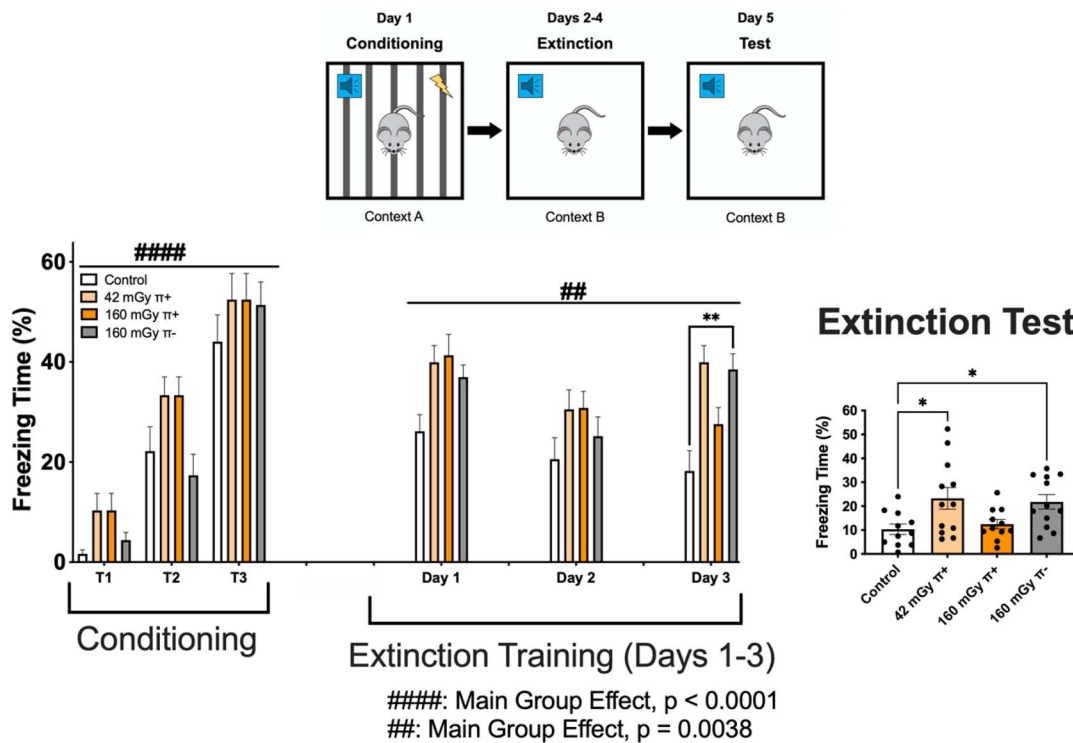 Day 1
Conditioning
Days 2-4
Extinction
Day 5
Test
Context A
Context B
Context B
####
Control
42 mGy π+
160 mGy π+
160 mGy π-
Freezing Time (%)
60
40
20
0
T1
T2
T3
Conditioning
##
**
Day 1
Day 2
Day 3
Extinction Training (Days 1-3)
####: Main Group Effect, p < 0.0001
##: Main Group Effect, p = 0.0038
Extinction Test
*
*
Freezing Time (%)
60
50
40
30
20
10
0
Control
42 mGy π+
160 mGy π+
160 mGy π-